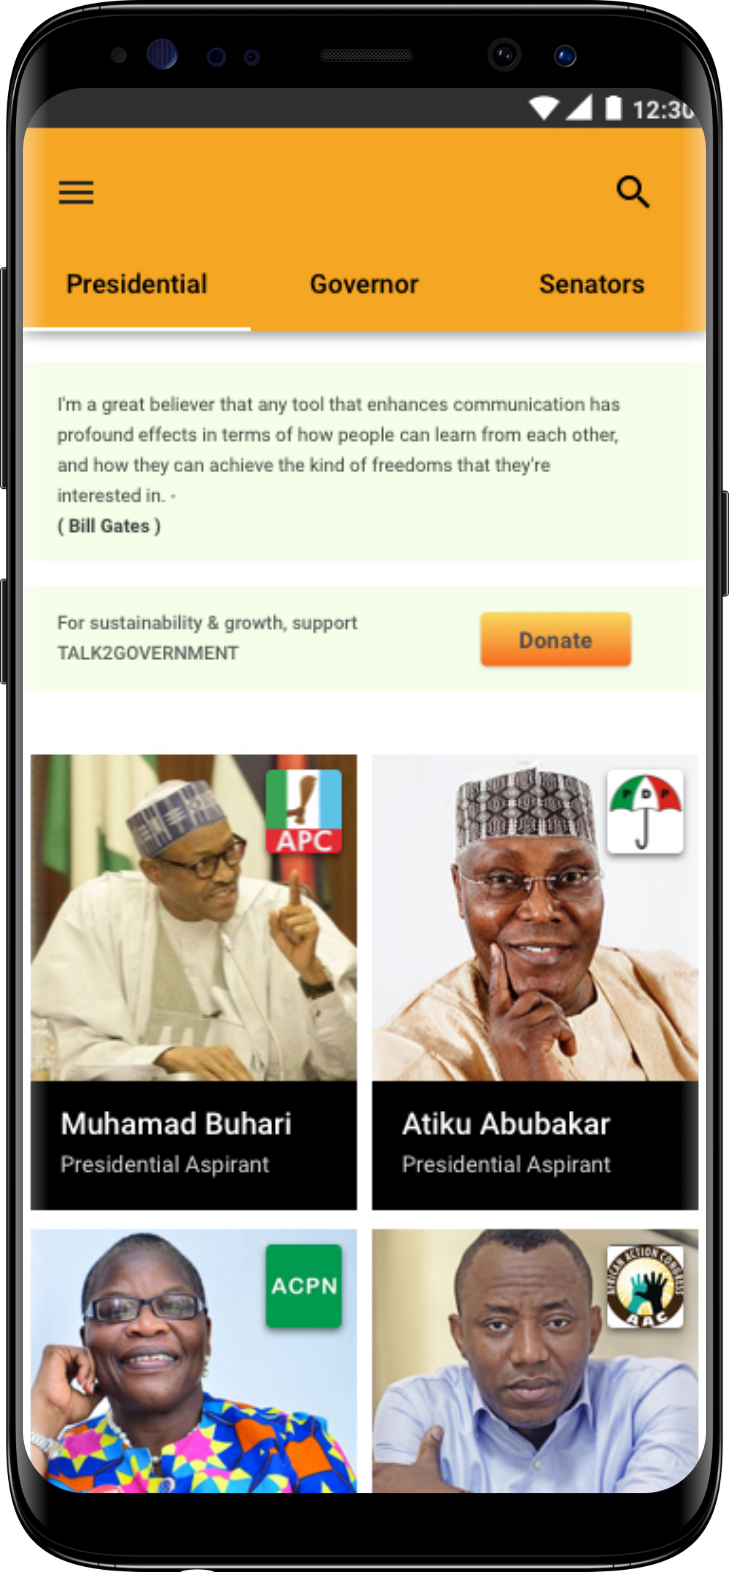 12:30
Presidential
Governor
Senators
I'm a great believer that any tool that enhances communication has
profound effects in terms of how people can learn from each other,
and how they can achieve the kind of freedoms that they're
interested in. -
( Bill Gates )
For sustainability & growth, support
TALK2GOVERNMENT
Donate
APC
PDP
Muhamad Buhari
Presidential Aspirant
Atiku Abubakar
Presidential Aspirant
ACPN
AFRICAN ACTION CONGRESS
AAC